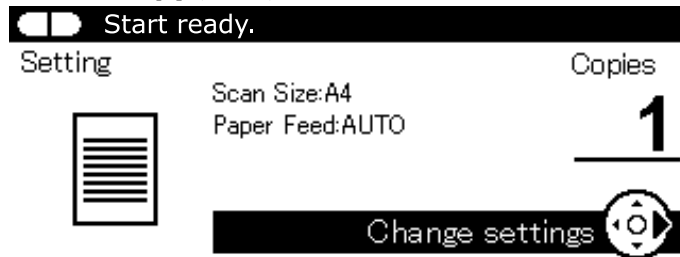 Start ready.
Setting
Copies
Scan Size:A4
Paper Feed:AUTO
1
Change settings